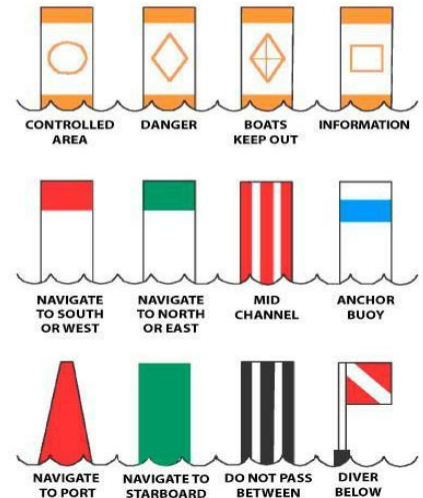 CONTROLLED
AREA
DANGER
BOATS
KEEP OUT
INFORMATION
NAVIGATE
TO SOUTH
OR WEST
NAVIGATE
TO NORTH
OR EAST
MID
CHANNEL
ANCHOR
BUOY
NAVIGATE
TO PORT
NAVIGATE TO
STARBOARD
DO NOT PASS
BETWEEN
DIVER
BELOW